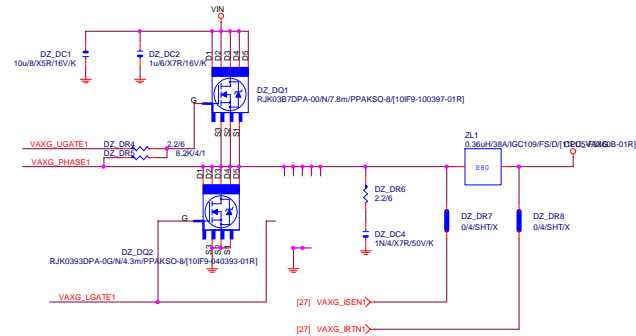 VIN
DZ_DC1
10u/8/X5R/16V/K
DZ_DC2
1u/6/X7R/16V/K
D1
D2
D3
D4
D5
DZ_DQ1
RJK03B7DPA-00/N/7.8m/PPAKSO-8/[10IF9-100397-01R]
G
S3
S2
S1
VAXG_UGATE1
DZ_DR4
2.2/6
DZ_DR5
8.2K/4/1
VAXG_PHASE1
ZL1
0.36uH/38A/IGC109/FS/D/
R80
D1
D2
D3
D4
D5
G
S3
S2
S1
DZ_DQ2
RJK0393DPA-0G/N/4.3m/PPAKSO-8/[10IF9-040393-01R]
DZ_DR6
2.2/6
DZ_DC4
1N/4/X7R/50V/K
DZ_DR7
0/4/SHT/X
DZ_DR8
0/4/SHT/X
VAXG_LGATE1
[27] VAXG_ISEN1
[27] VAXG_IRTN1